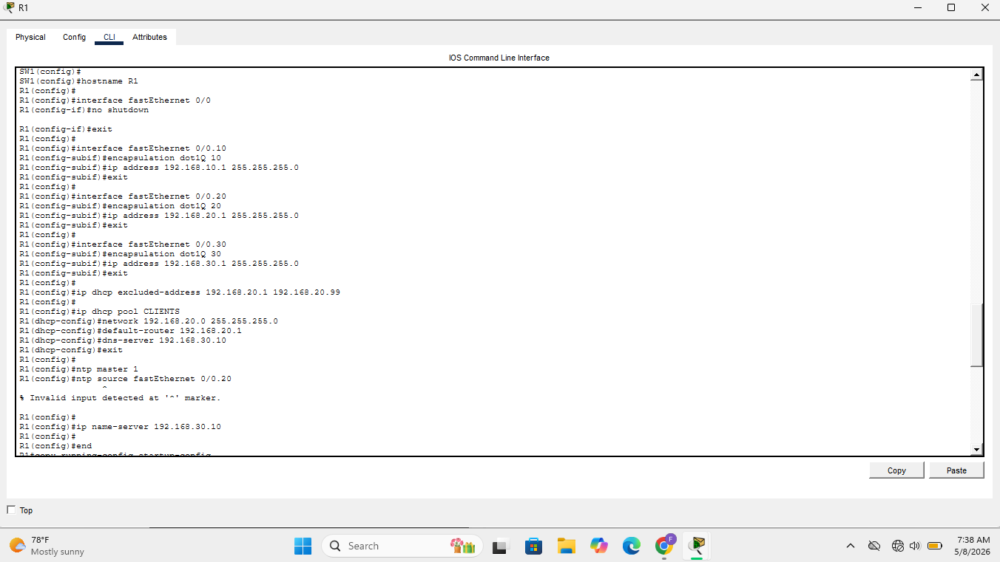 R1
Physical Config CLI Attributes
IOS Command Line Interface
SW1(config)#
SW1(config)#hostname R1
R1(config)#
R1(config)#interface fastEthernet 0/0
R1(config-if)#no shutdown
R1(config-if)#exit
R1(config)#
R1(config)#interface fastEthernet 0/0.10
R1(config-subif)#encapsulation dot1Q 10
R1(config-subif)#ip address 192.168.10.1 255.255.255.0
R1(config-subif)#exit
R1(config)#
R1(config)#interface fastEthernet 0/0.20
R1(config-subif)#encapsulation dot1Q 20
R1(config-subif)#ip address 192.168.20.1 255.255.255.0
R1(config-subif)#exit
R1(config)#
R1(config)#interface fastEthernet 0/0.30
R1(config-subif)#encapsulation dot1Q 30
R1(config-subif)#ip address 192.168.30.1 255.255.255.0
R1(config-subif)#exit
R1(config)#
R1(config)#ip dhcp excluded-address 192.168.20.1 192.168.20.99
R1(config)#
R1(config)#ip dhcp pool CLIENTS
R1(dhcp-config)#network 192.168.20.0 255.255.255.0
R1(dhcp-config)#default-router 192.168.20.1
R1(dhcp-config)#dns-server 192.168.30.10
R1(dhcp-config)#exit
R1(config)#
R1(config)#ntp master 1
R1(config)#ntp source fastEthernet 0/0.20
^
% Invalid input detected at '^' marker.
R1(config)#
R1(config)#ip name-server 192.168.30.10
R1(config)#
R1(config)#end
R1#copy running-config startup-config
Copy Paste
Top
78°F
Mostly sunny
Search
F
7:38 AM
5/8/2026